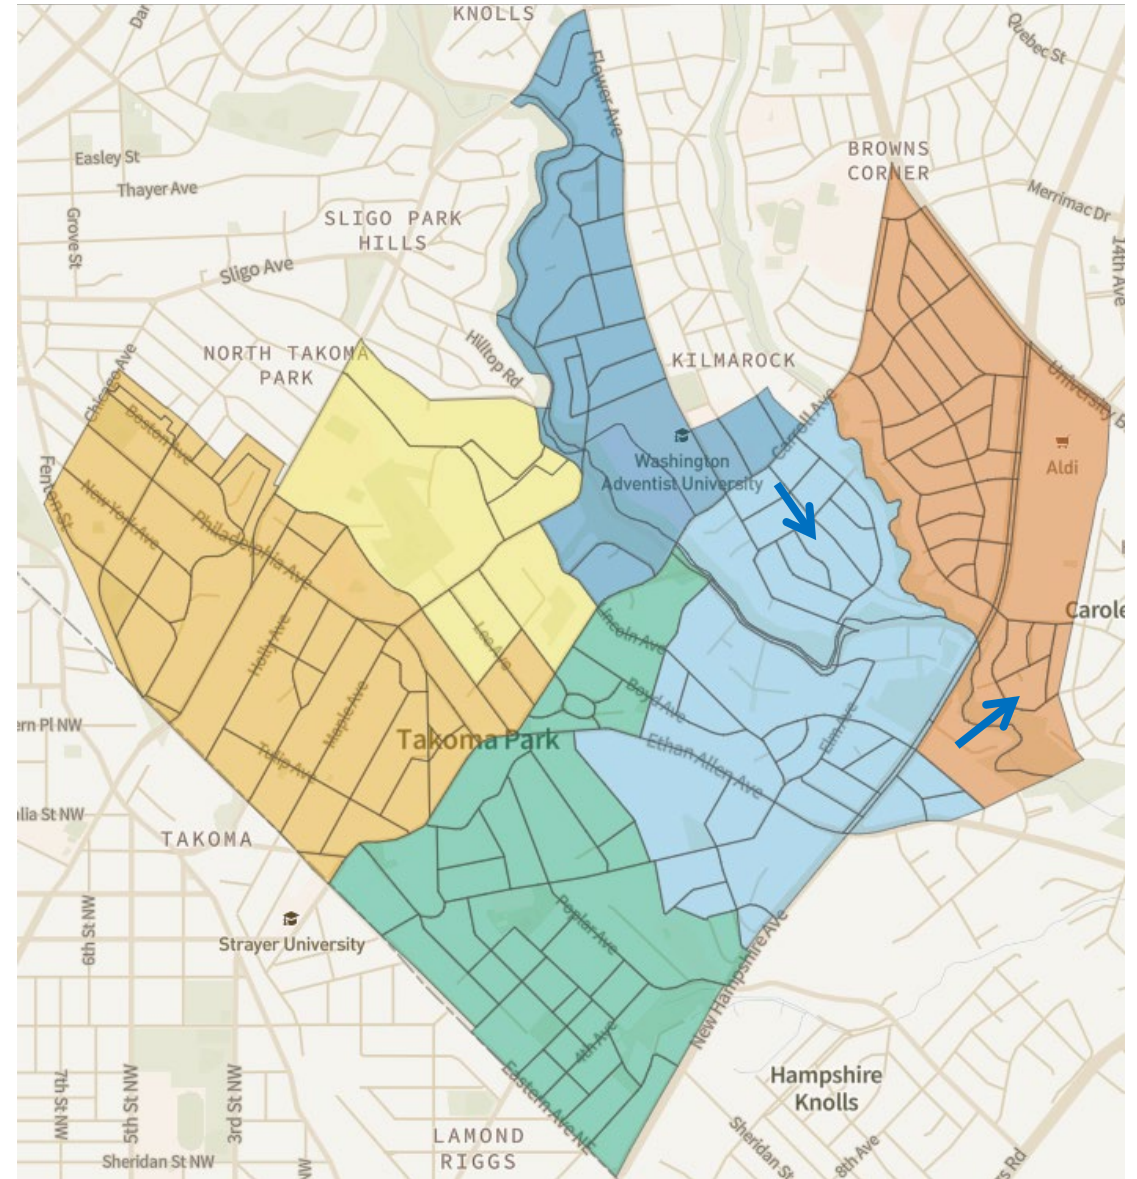 KNOLLS
Quebec St
Flower Ave
BROWNS
CORNER
Easley St
Thayer Ave
Merrimac Dr
Grove St
SLIGO PARK
HILLS
14th Ave
Sligo Ave
NORTH TAKOMA
PARK
Hilltop Rd
KILMAROCK
Chicago Ave
Boston Ave
Carroll Ave
University B
Washington
Adventist University
Aldi
Fenton St
New York Ave
Philadelphia Ave
Carole
Holly Ave
Lee Ave
Lincoln Ave
Maple Ave
Boyd Ave
ern Pl NW
Takoma Park
Elm Ave
Ethan Allen Ave
Tulip Ave
lia St NW
TAKOMA
Strayer University
6th St NW
Poplar Ave
New Hampshire Ave
4th Ave
Eastern Ave NE
Hampshire
Knolls
7th St NW
5th St NW
3rd St NW
LAMOND
RIGGS
Sheridan St NW
NW
Sheridan St
8th Ave
rs Rd